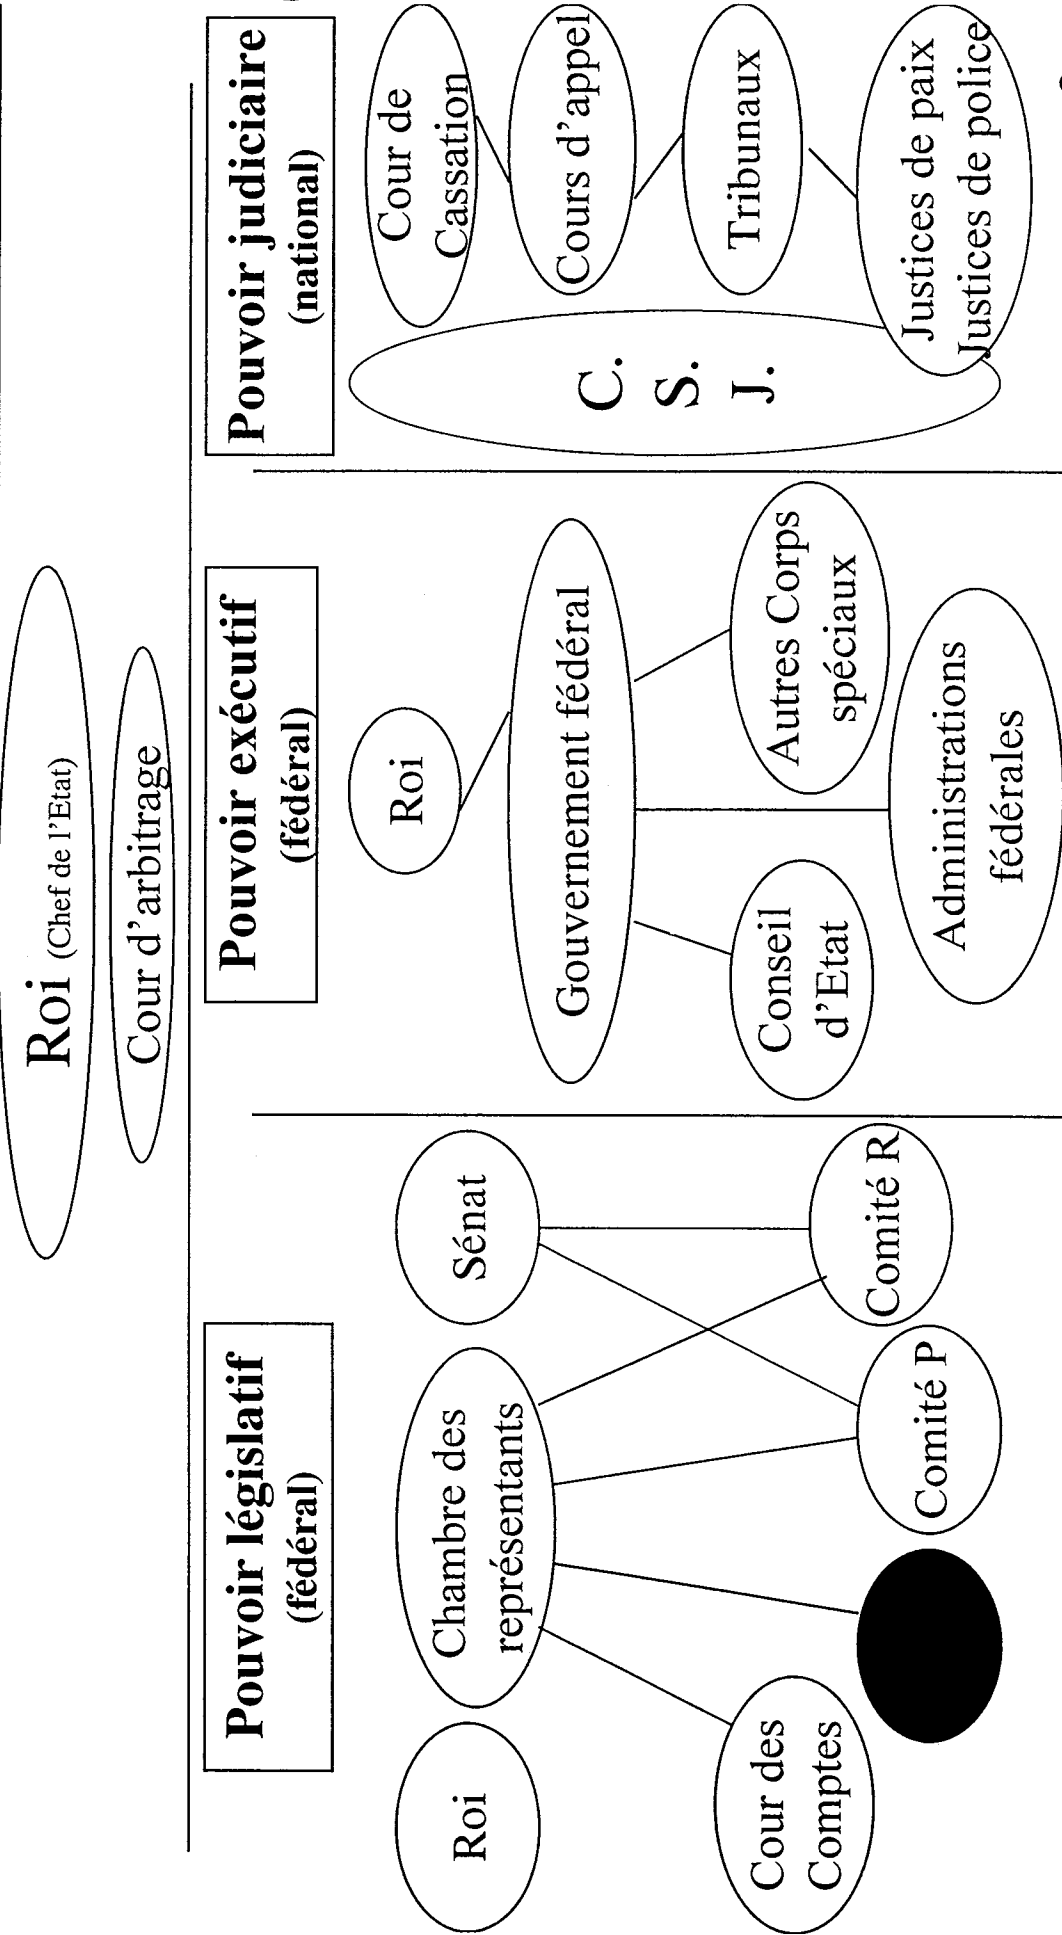 Roi (Chef de l'Etat)
Cour d'arbitrage
Pouvoir législatif
(fédéral)
Roi
Chambre des
représentants
Sénat
Cour des
Comptes
Comité P
Comité R
Pouvoir exécutif
(fédéral)
Roi
Gouvernement fédéral
Conseil
d'Etat
Autres Corps
spéciaux
Administrations
fédérales
Pouvoir judiciaire
(national)
C.
S.
J.
Cour de
Cassation
Cours d'appel
Tribunaux
Justices de paix
Justices de police